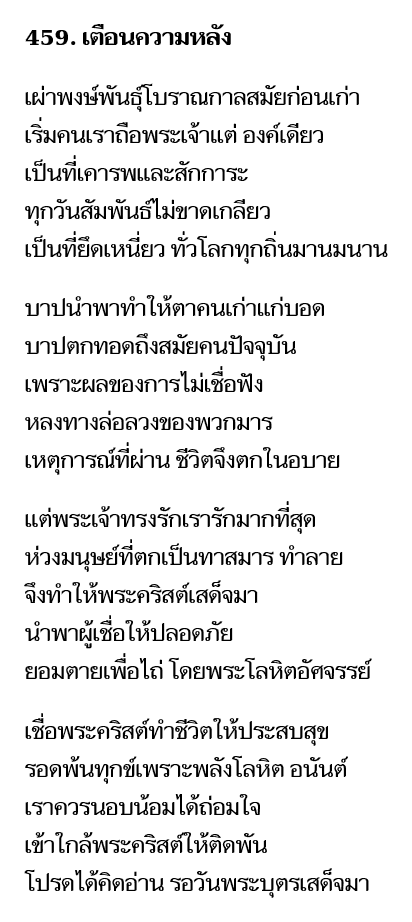 459. เตือนความหลัง
เผ่าพงษ์พันธุ์โบราณกาลสมัยก่อนเก่า
เริ่มคนเราถือพระเจ้าแต่ องค์เดียว
เป็นที่เคารพและสักการะ
ทุกวันสัมพันธ์ไม่ขาดเกลียว
เป็นที่ยึดเหนี่ยว ทั่วโลกทุกถิ่นมานมนาน
บาปนำพาทำให้ตาคนเก่าแก่บอด
บาปตกทอดถึงสมัยคนปัจจุบัน
เพราะผลของการไม่เชื่อฟัง
หลงทางล่อลวงของพวกมาร
เหตุการณ์ที่ผ่าน ชีวิตจึงตกในอบาย
แต่พระเจ้าทรงรักเรารักมากที่สุด
ห่วงมนุษย์ที่ตกเป็นทาสมาร ทำลาย
จึงทำให้พระคริสต์เสด็จมา
นำพาผู้เชื่อให้ปลอดภัย
ยอมตายเพื่อไถ่ โดยพระโลหิตอัศจรรย์
เชื่อพระคริสต์ทำชีวิตให้ประสบสุข
รอดพ้นทุกข์เพราะพลังโลหิต อนันต์
เราควรนอบน้อมได้ถ่อมใจ
เข้าใกล้พระคริสต์ให้ติดพัน
โปรดได้คิดอ่าน รอวันพระบุตรเสด็จมา